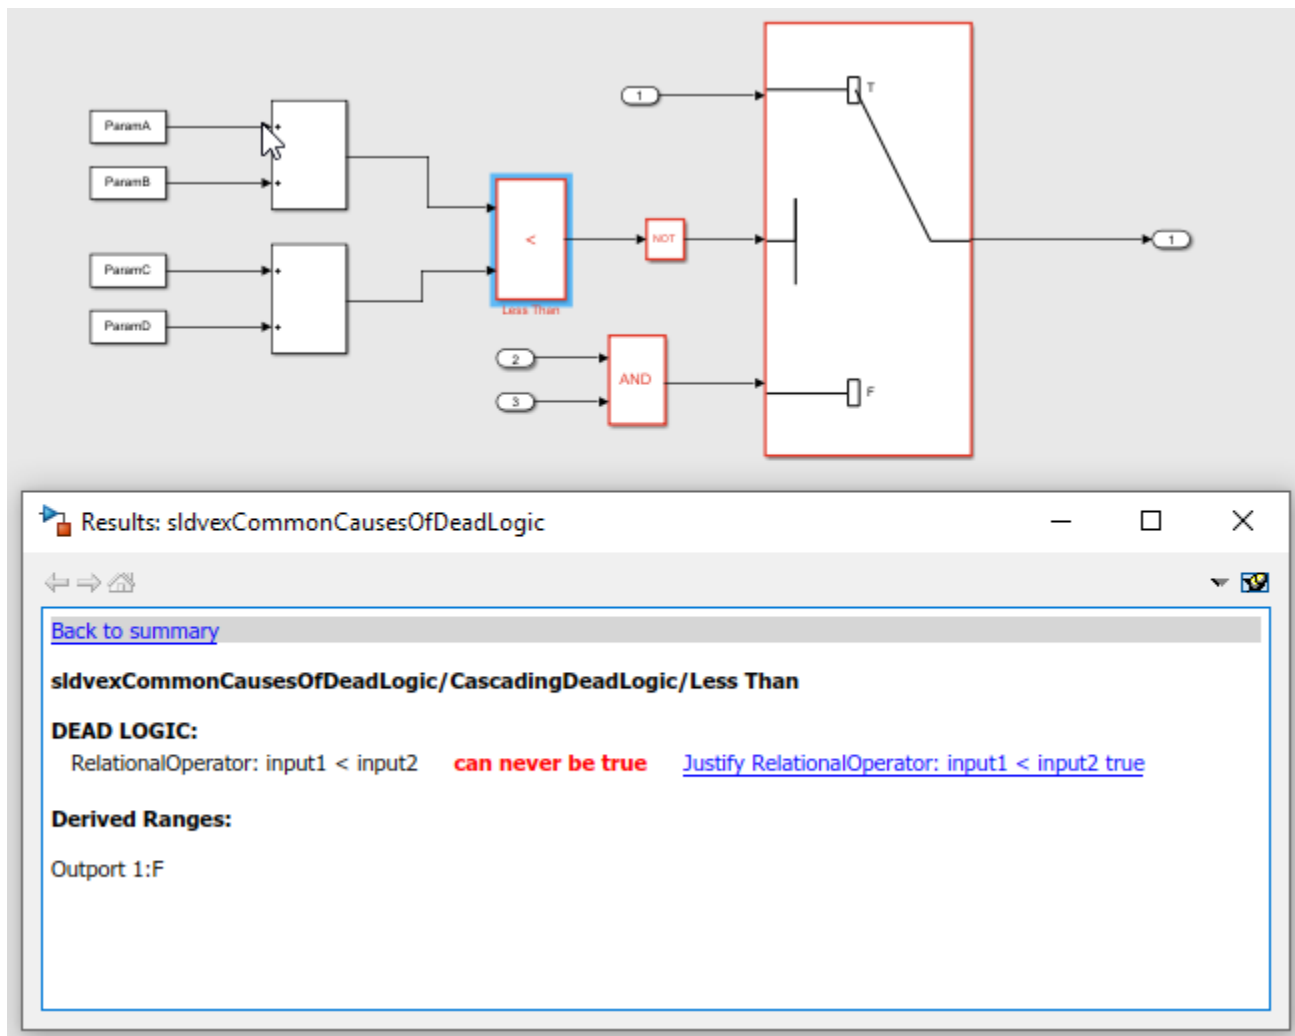 1
T
ParamA
+
ParamB
+
<
NOT
1
ParamC
+
ParamD
+
Less Than
2
AND
3
F
Results: sldvexCommonCausesOfDeadLogic
Back to summary
sldvexCommonCausesOfDeadLogic/CascadingDeadLogic/Less Than
DEAD LOGIC:
RelationalOperator: input1 < input2 can never be true Justify RelationalOperator: input1 < input2 true
Derived Ranges:
Outport 1:F